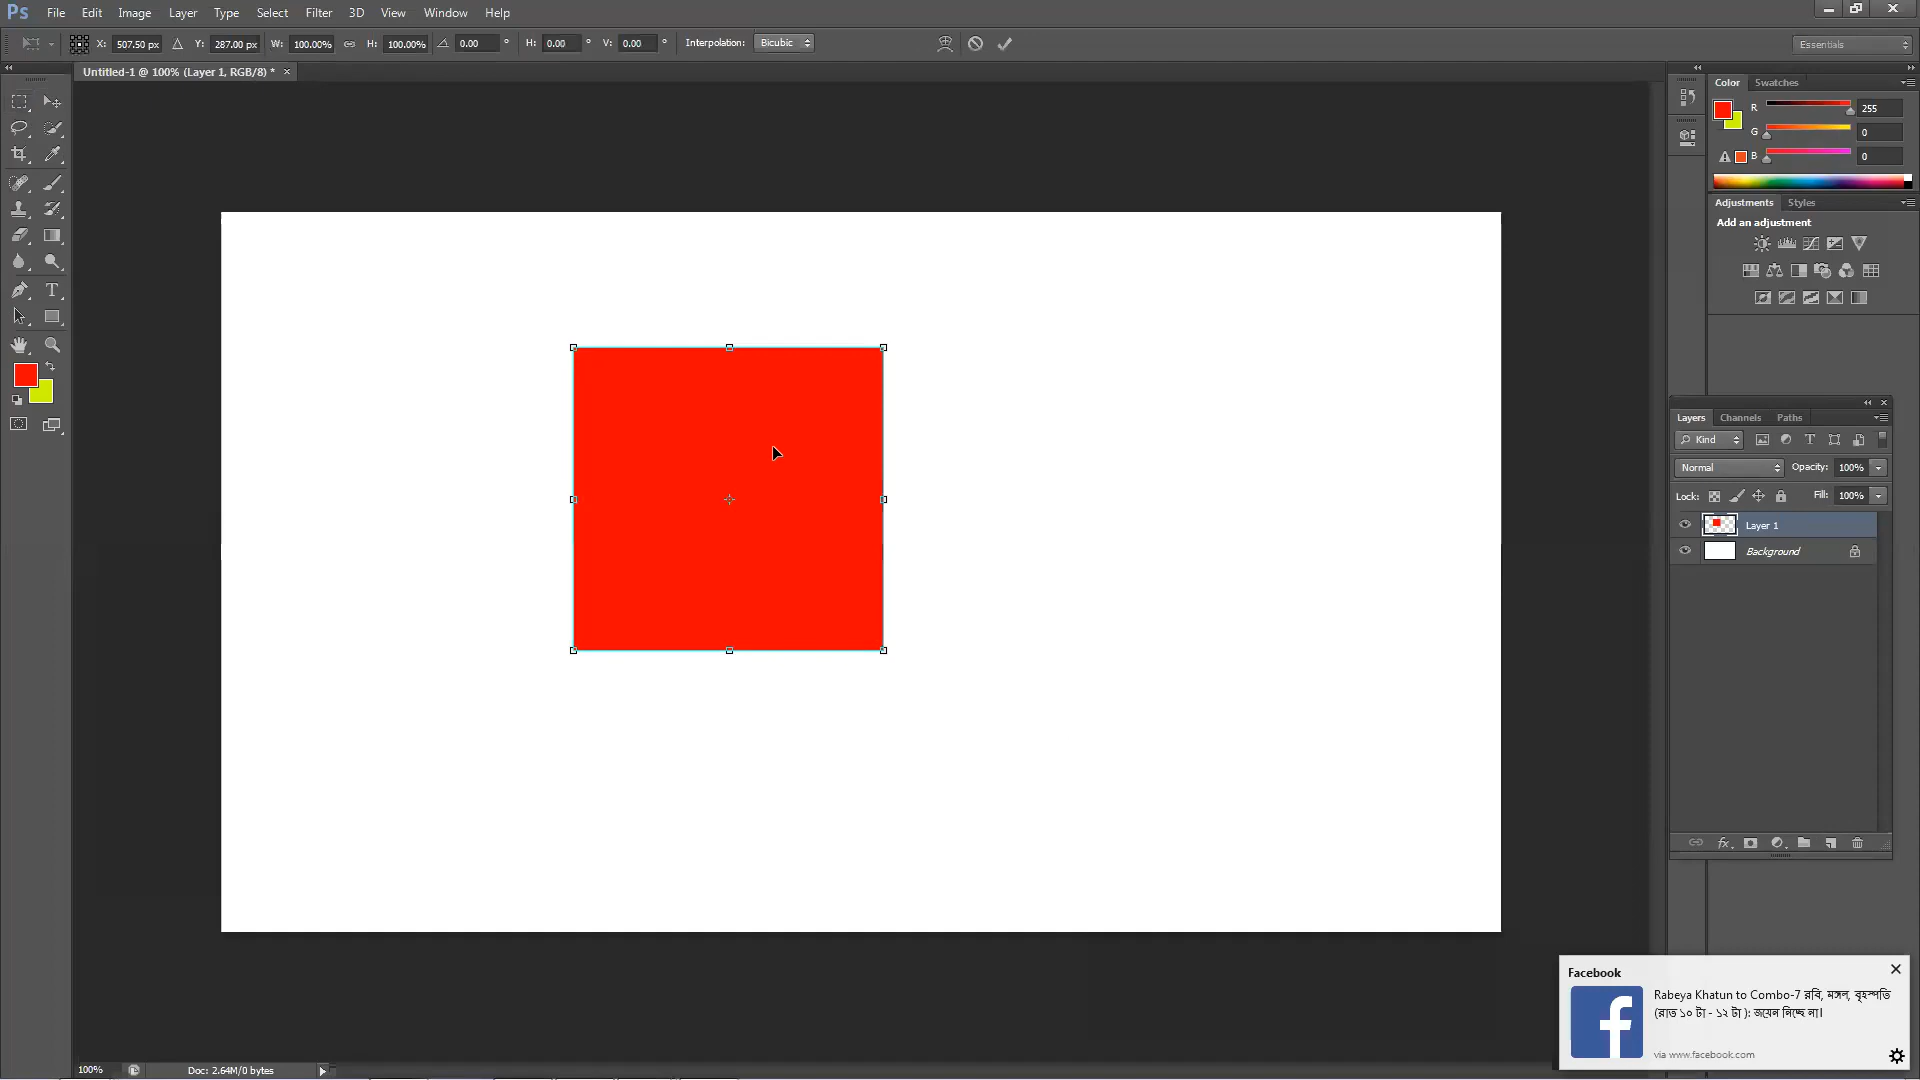 Ps File Edit Image Layer Type Select Filter 3D View Window Help
X: 507.50 px Y: 287.00 px W: 100.00% H: 100.00% 0.00 ° H: 0.00 ° V: 0.00 ° Interpolation: Bicubic Essentials
Untitled-1 @ 100% (Layer 1, RGB/8) * ×
Color Swatches
R 255
G 0
B 0
Adjustments Styles
Add an adjustment
Layers Channels Paths
Kind
Normal Opacity: 100%
Lock: Fill: 100%
Layer 1
Background
Facebook
Rabeya Khatun to Combo-7 রবি, মঙ্গল, বৃহস্পতি
(রাত ১০ টা - ১২ টা ): জয়েন নিচ্ছে না।
via www.facebook.com
100% Doc: 2.64M/0 bytes